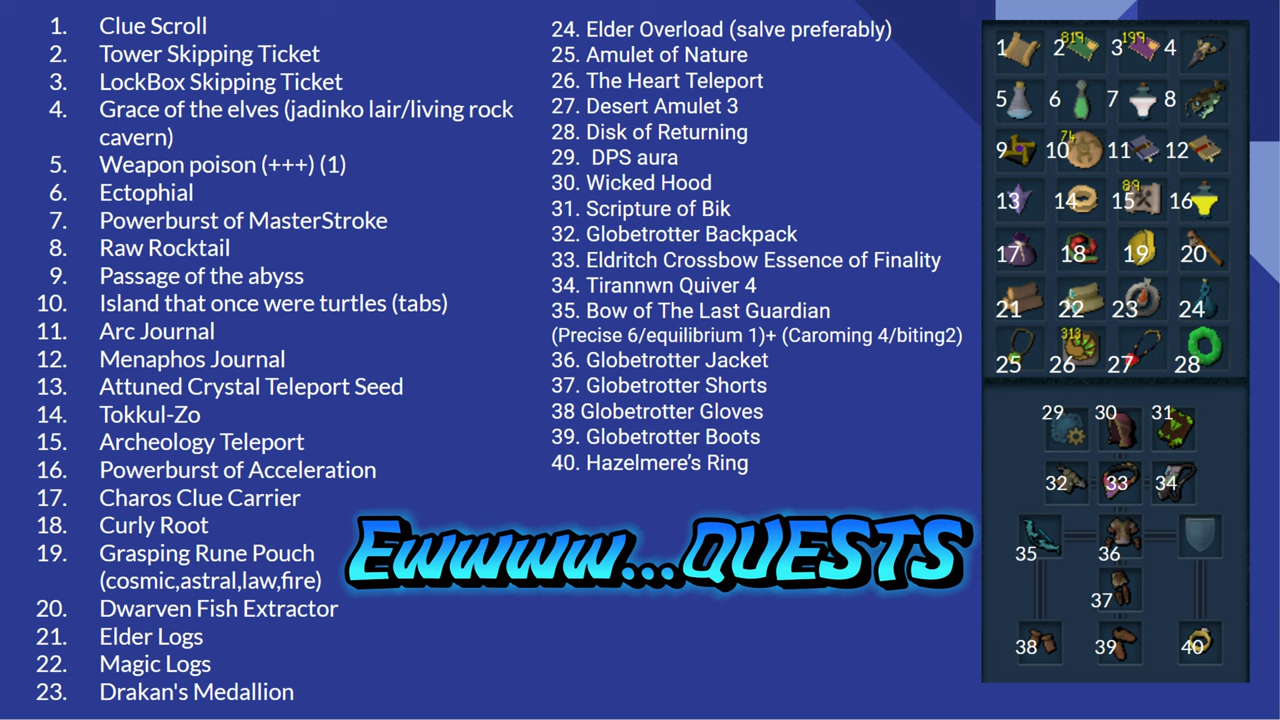 1. Clue Scroll
2. Tower Skipping Ticket
3. LockBox Skipping Ticket
4. Grace of the elves (jadinko lair/living rock
cavern)
5. Weapon poison (+++) (1)
6. Ectophial
7. Powerburst of MasterStroke
8. Raw Rocktail
9. Passage of the abyss
10. Island that once were turtles (tabs)
11. Arc Journal
12. Menaphos Journal
13. Attuned Crystal Teleport Seed
14. Tokkul-Zo
15. Archeology Teleport
16. Powerburst of Acceleration
17. Charos Clue Carrier
18. Curly Root
19. Grasping Rune Pouch
(cosmic,astral,law,fire)
20. Dwarven Fish Extractor
21. Elder Logs
22. Magic Logs
23. Drakan's Medallion
24. Elder Overload (salve preferably)
25. Amulet of Nature
26. The Heart Teleport
27. Desert Amulet 3
28. Disk of Returning
29. DPS aura
30. Wicked Hood
31. Scripture of Bik
32. Globetrotter Backpack
33. Eldritch Crossbow Essence of Finality
34. Tirannwn Quiver 4
35. Bow of The Last Guardian
(Precise 6/equilibrium 1)+ (Caroming 4/biting2)
36. Globetrotter Jacket
37. Globetrotter Shorts
38 Globetrotter Gloves
39. Globetrotter Boots
40. Hazelmere's Ring
Ewwww...QUESTS
819 199
1 2 3 4
5 6 7 8
74
9 10 11 12
89
13 14 15 16
17 18 19 20
21 22 23 24
313
25 26 27 28
29 30 31
32 33 34
35 36
37
38 39 40